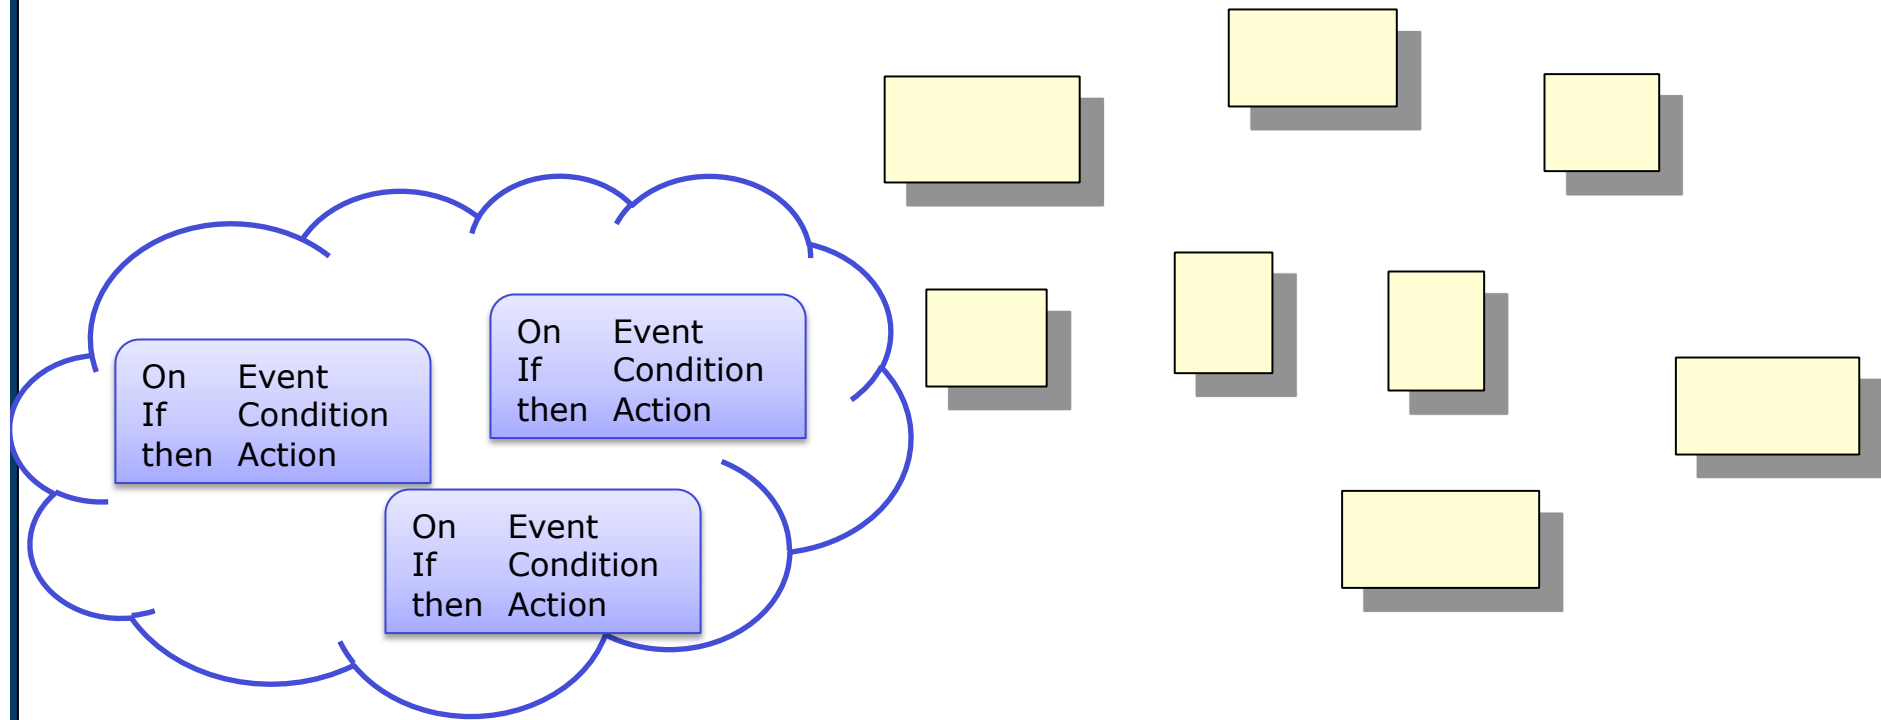 On Event
If Condition
then Action
On Event
If Condition
then Action
On Event
If Condition
then Action